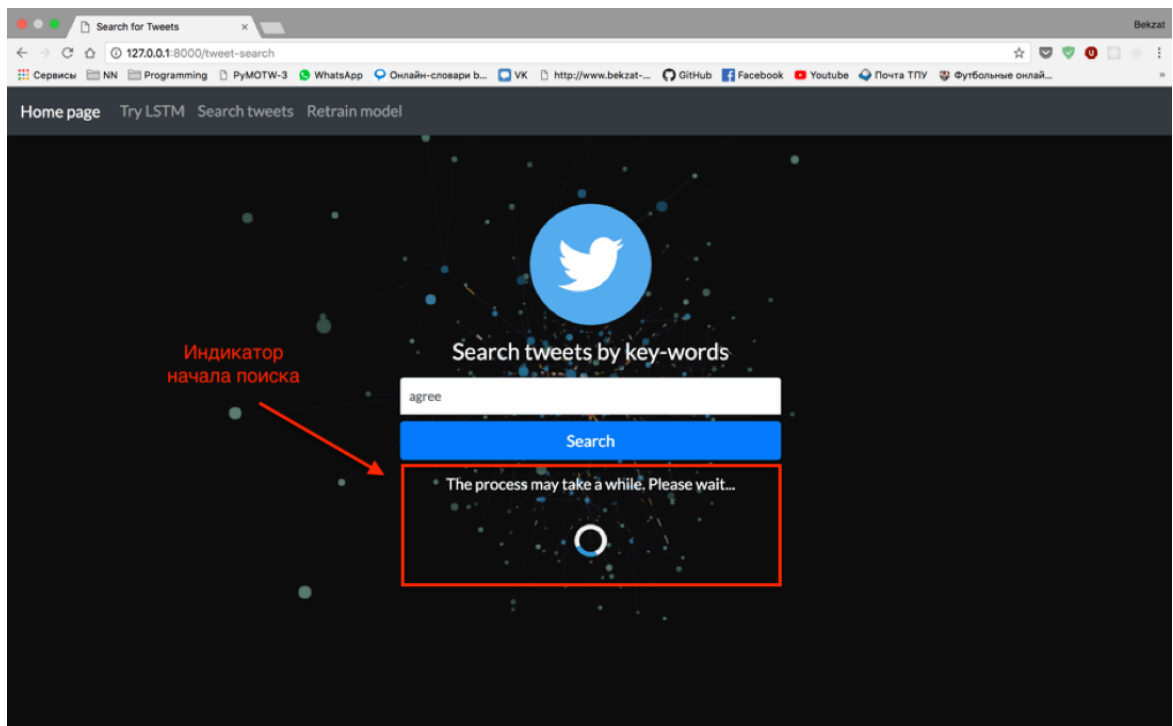 Search for Tweets
Bekzat
127.0.0.1:8000/tweet-search
Сервисы NN Programming PyMOTW-3 WhatsApp Онлайн-словари b... VK http://www.bekzat-... GitHub Facebook Youtube Почта ТПУ Футбольные онлай...
Home page Try LSTM Search tweets Retrain model
Search tweets by key-words
Индикатор
начала поиска
agree
Search
The process may take a while. Please wait...